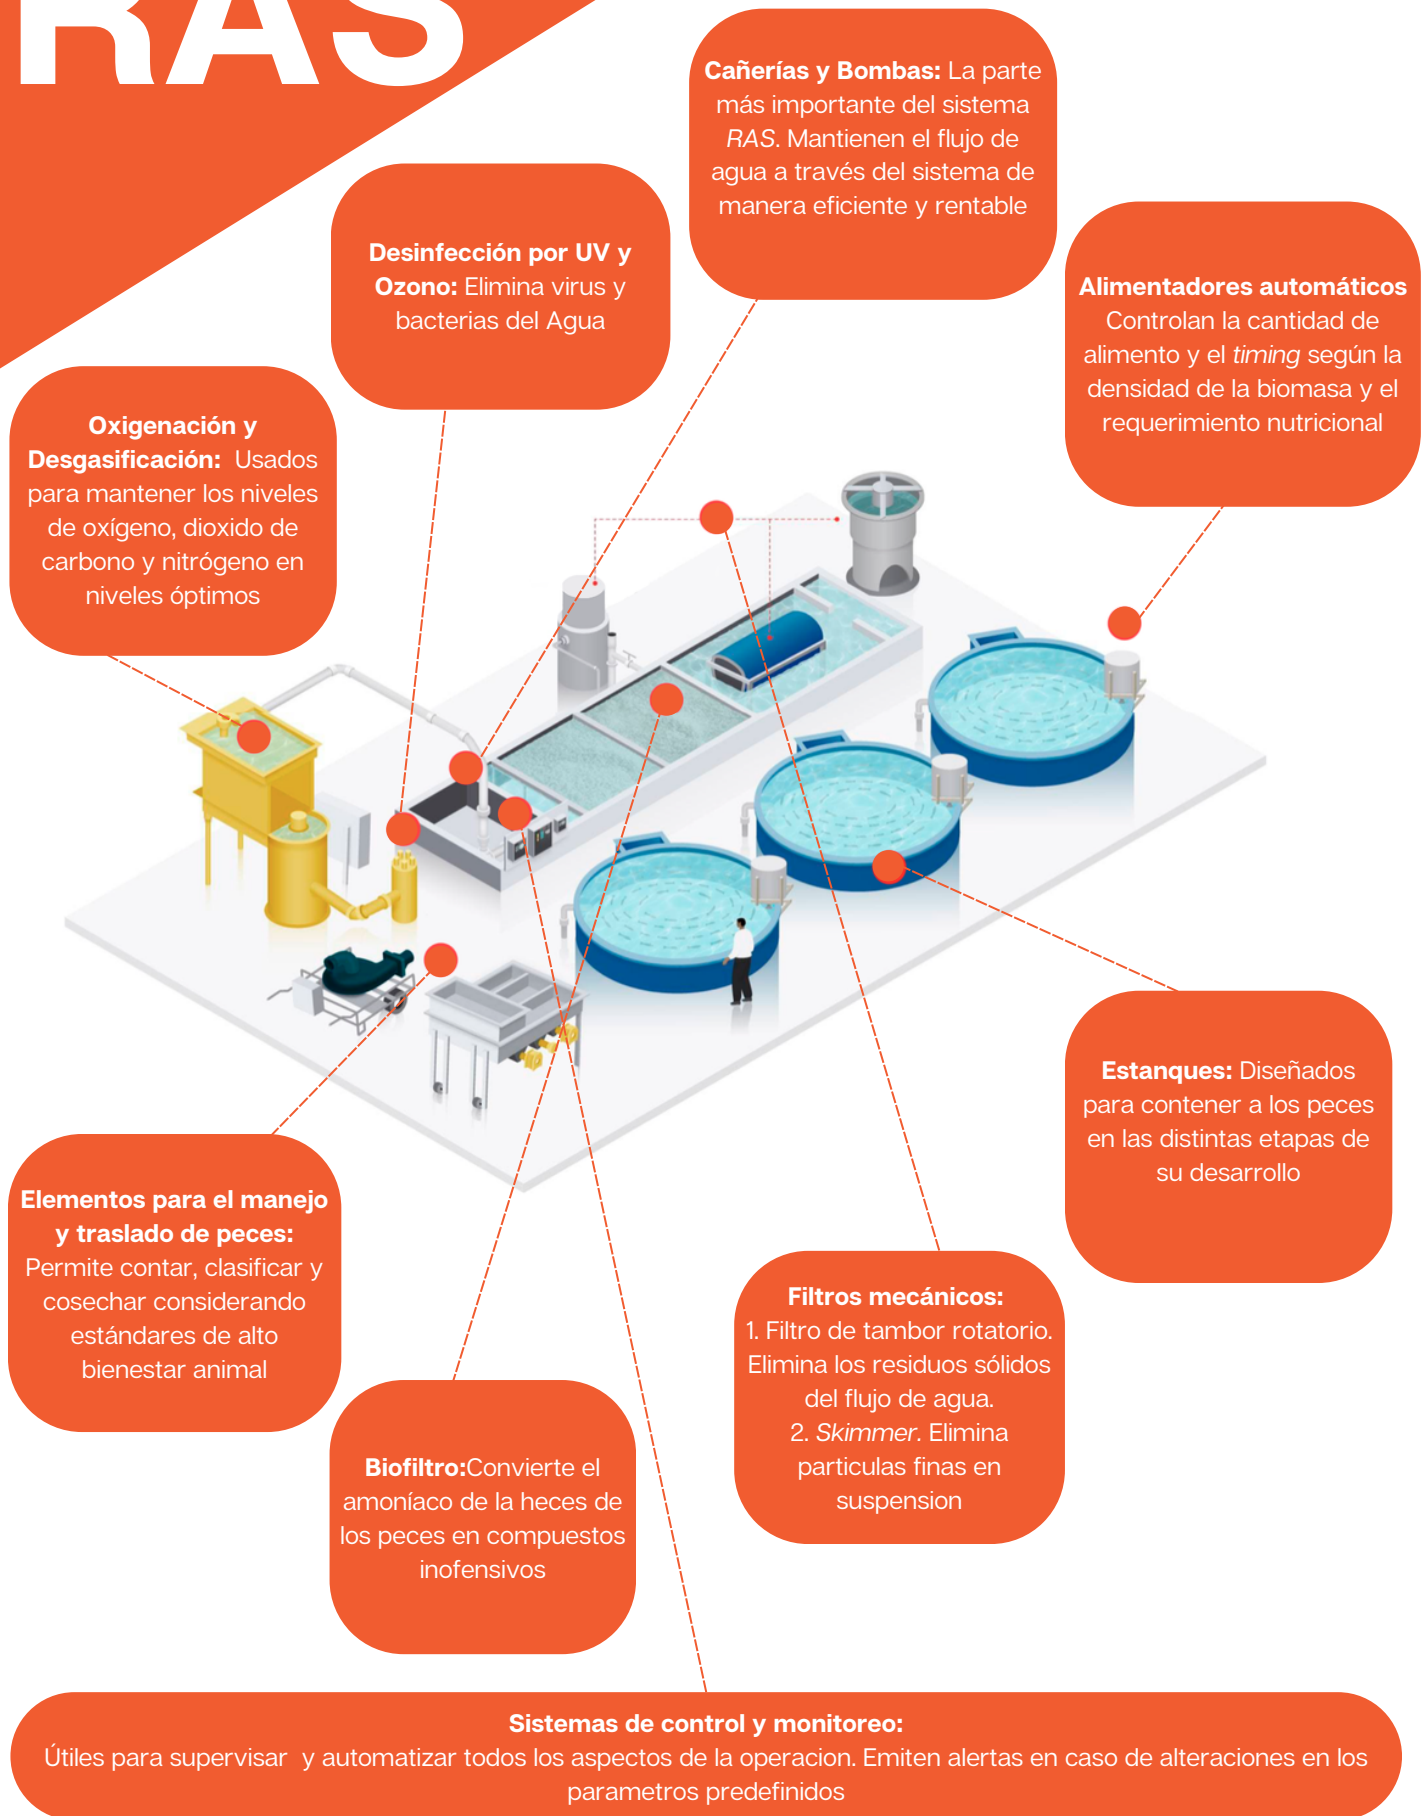 RAS
Cañerías y Bombas: La parte
más importante del sistema
RAS. Mantienen el flujo de
agua a través del sistema de
manera eficiente y rentable
Desinfección por UV y
Ozono: Elimina virus y
bacterias del Agua
Alimentadores automáticos
Controlan la cantidad de
alimento y el timing según la
densidad de la biomasa y el
requerimiento nutricional
Oxigenación y
Desgasificación: Usados
para mantener los niveles
de oxígeno, dioxido de
carbono y nitrógeno en
niveles óptimos
Estanques: Diseñados
para contener a los peces
en las distintas etapas de
su desarrollo
Elementos para el manejo
y traslado de peces:
Permite contar, clasificar y
cosechar considerando
estándares de alto
bienestar animal
Filtros mecánicos:
1. Filtro de tambor rotatorio.
Elimina los residuos sólidos
del flujo de agua.
2. Skimmer. Elimina
particulas finas en
suspension
Biofiltro:Convierte el
amoníaco de la heces de
los peces en compuestos
inofensivos
Sistemas de control y monitoreo:
Útiles para supervisar y automatizar todos los aspectos de la operacion. Emiten alertas en caso de alteraciones en los
parametros predefinidos